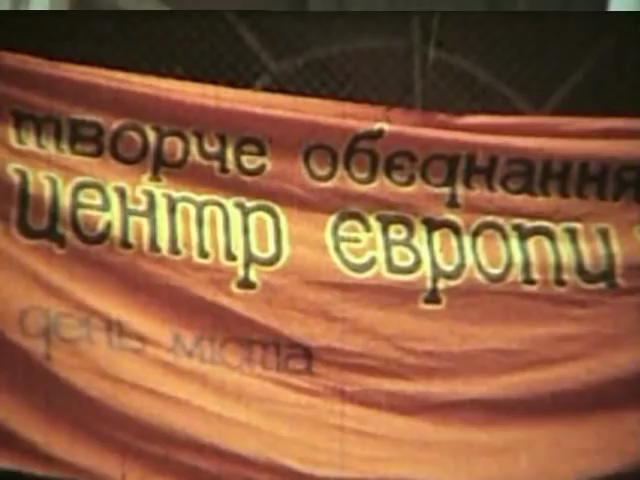 творче обєднання
центр європи
день міста